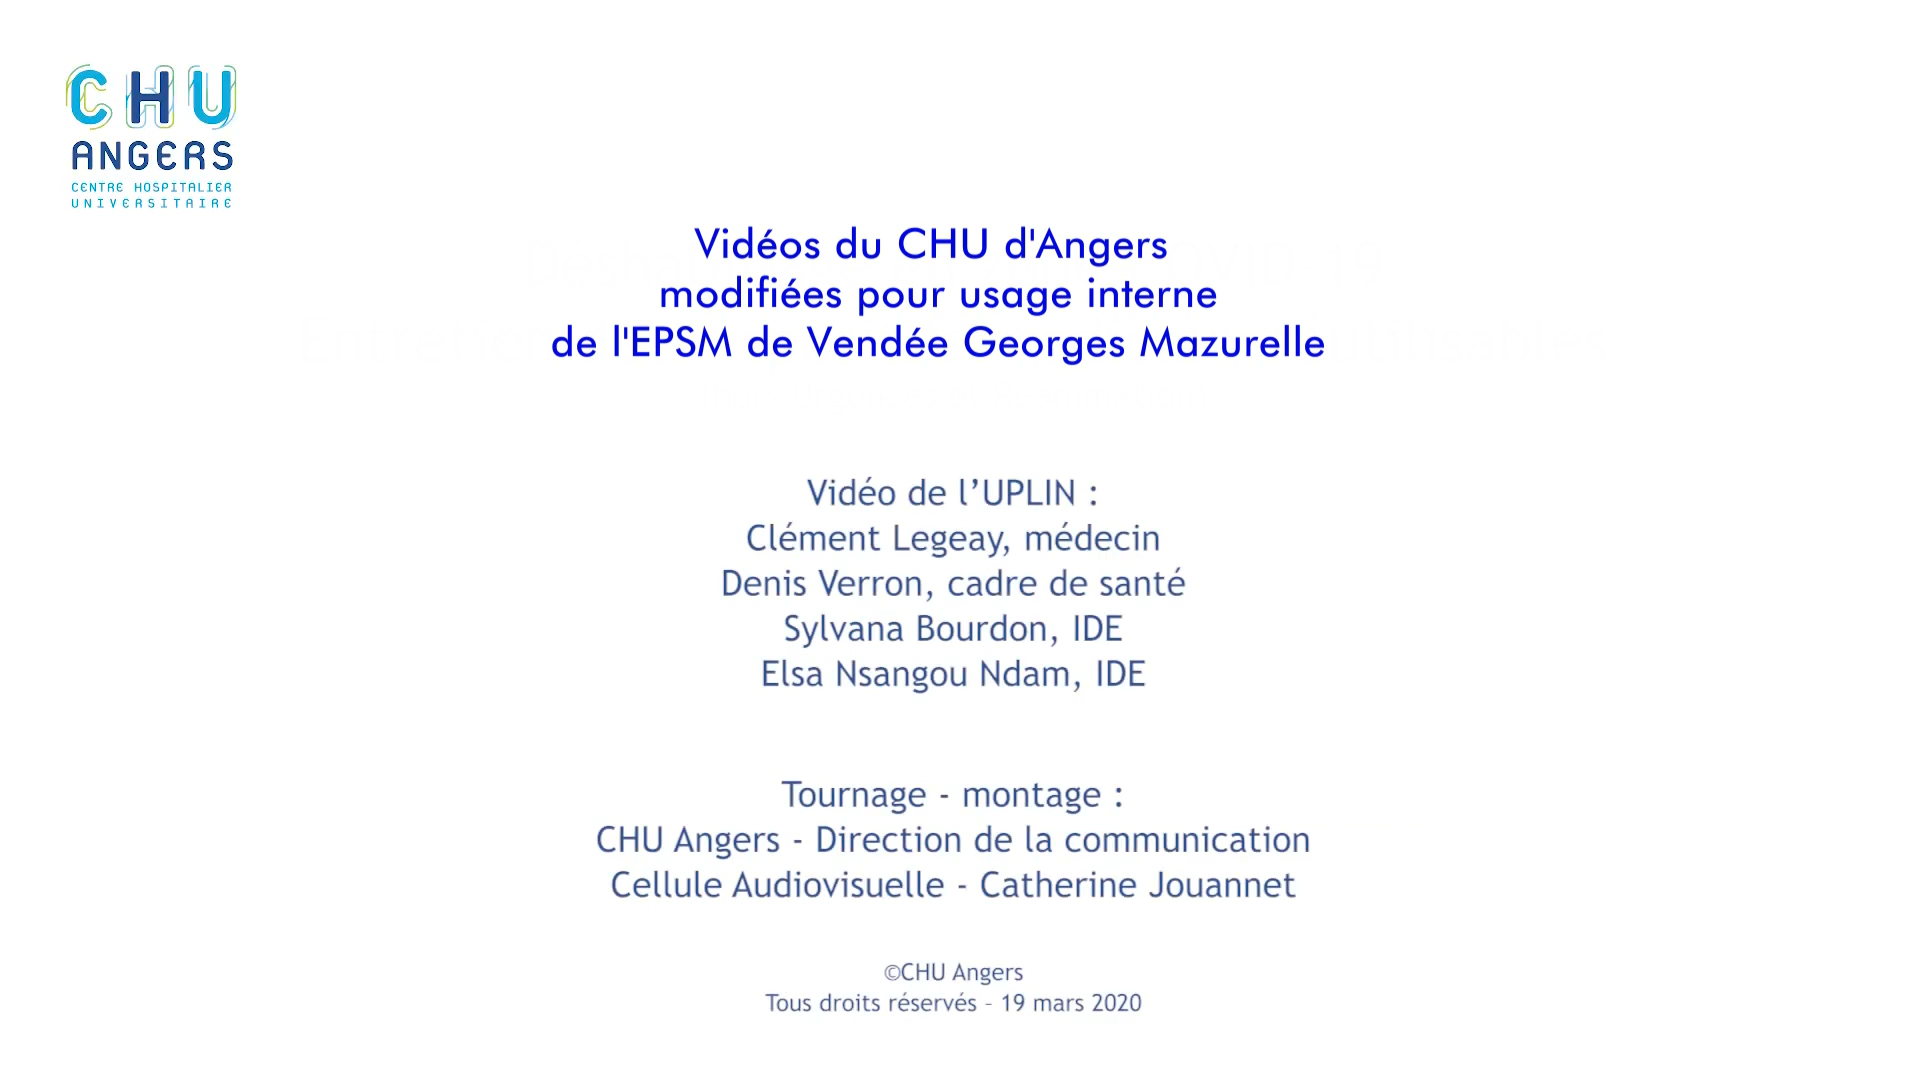 CHU
ANGERS
CENTRE HOSPITALIER
UNIVERSITAIRE
Vidéos du CHU d'Angers
modifiées pour usage interne
de l'EPSM de Vendée Georges Mazurelle
Vidéo de l’UPLIN :
Clément Legeay, médecin
Denis Verron, cadre de santé
Sylvana Bourdon, IDE
Elsa Nsangou Ndam, IDE
Tournage - montage :
CHU Angers - Direction de la communication
Cellule Audiovisuelle - Catherine Jouannet
©CHU Angers
Tous droits réservés - 19 mars 2020